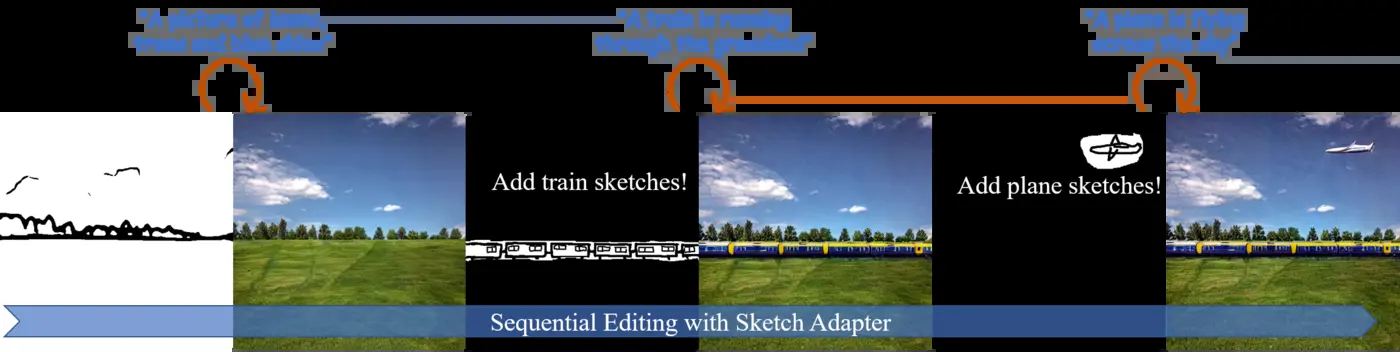 "A picture of
trees and blue skies"
"A train is running
through the grassland"
"A plane is flying
across the sky"
Add train sketches!
Add plane sketches!
Sequential Editing with Sketch Adapter